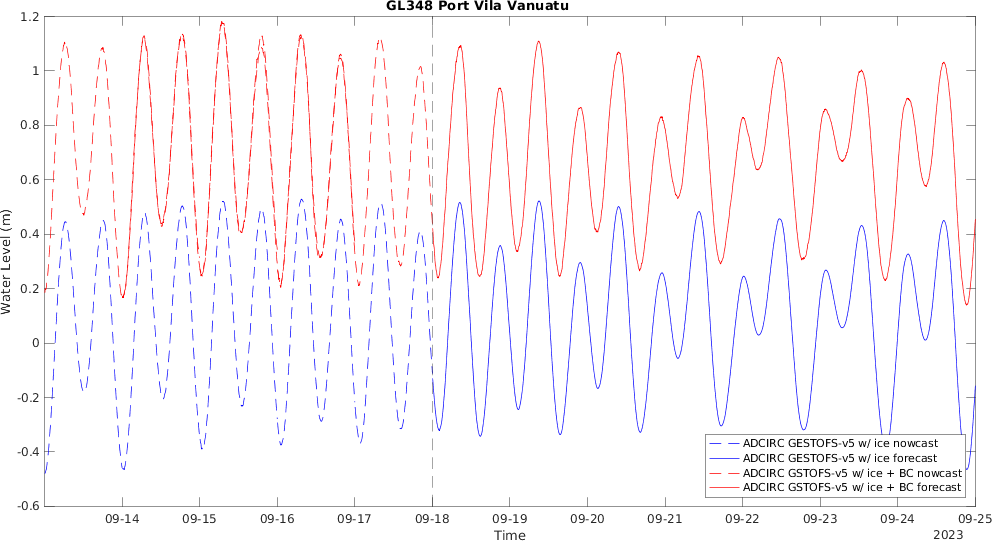 GL348 Port Vila Vanuatu
1.2
1
0.8
0.6
0.4
0.2
0
-0.2
-0.4
-0.6
Water Level (m)
ADCIRC GESTOFS-v5 w/ ice nowcast
ADCIRC GESTOFS-v5 w/ ice forecast
ADCIRC GSTOFS-v5 w/ ice + BC nowcast
ADCIRC GSTOFS-v5 w/ ice + BC forecast
09-14 09-15 09-16 09-17 09-18 09-19 09-20 09-21 09-22 09-23 09-24 09-25
Time
2023